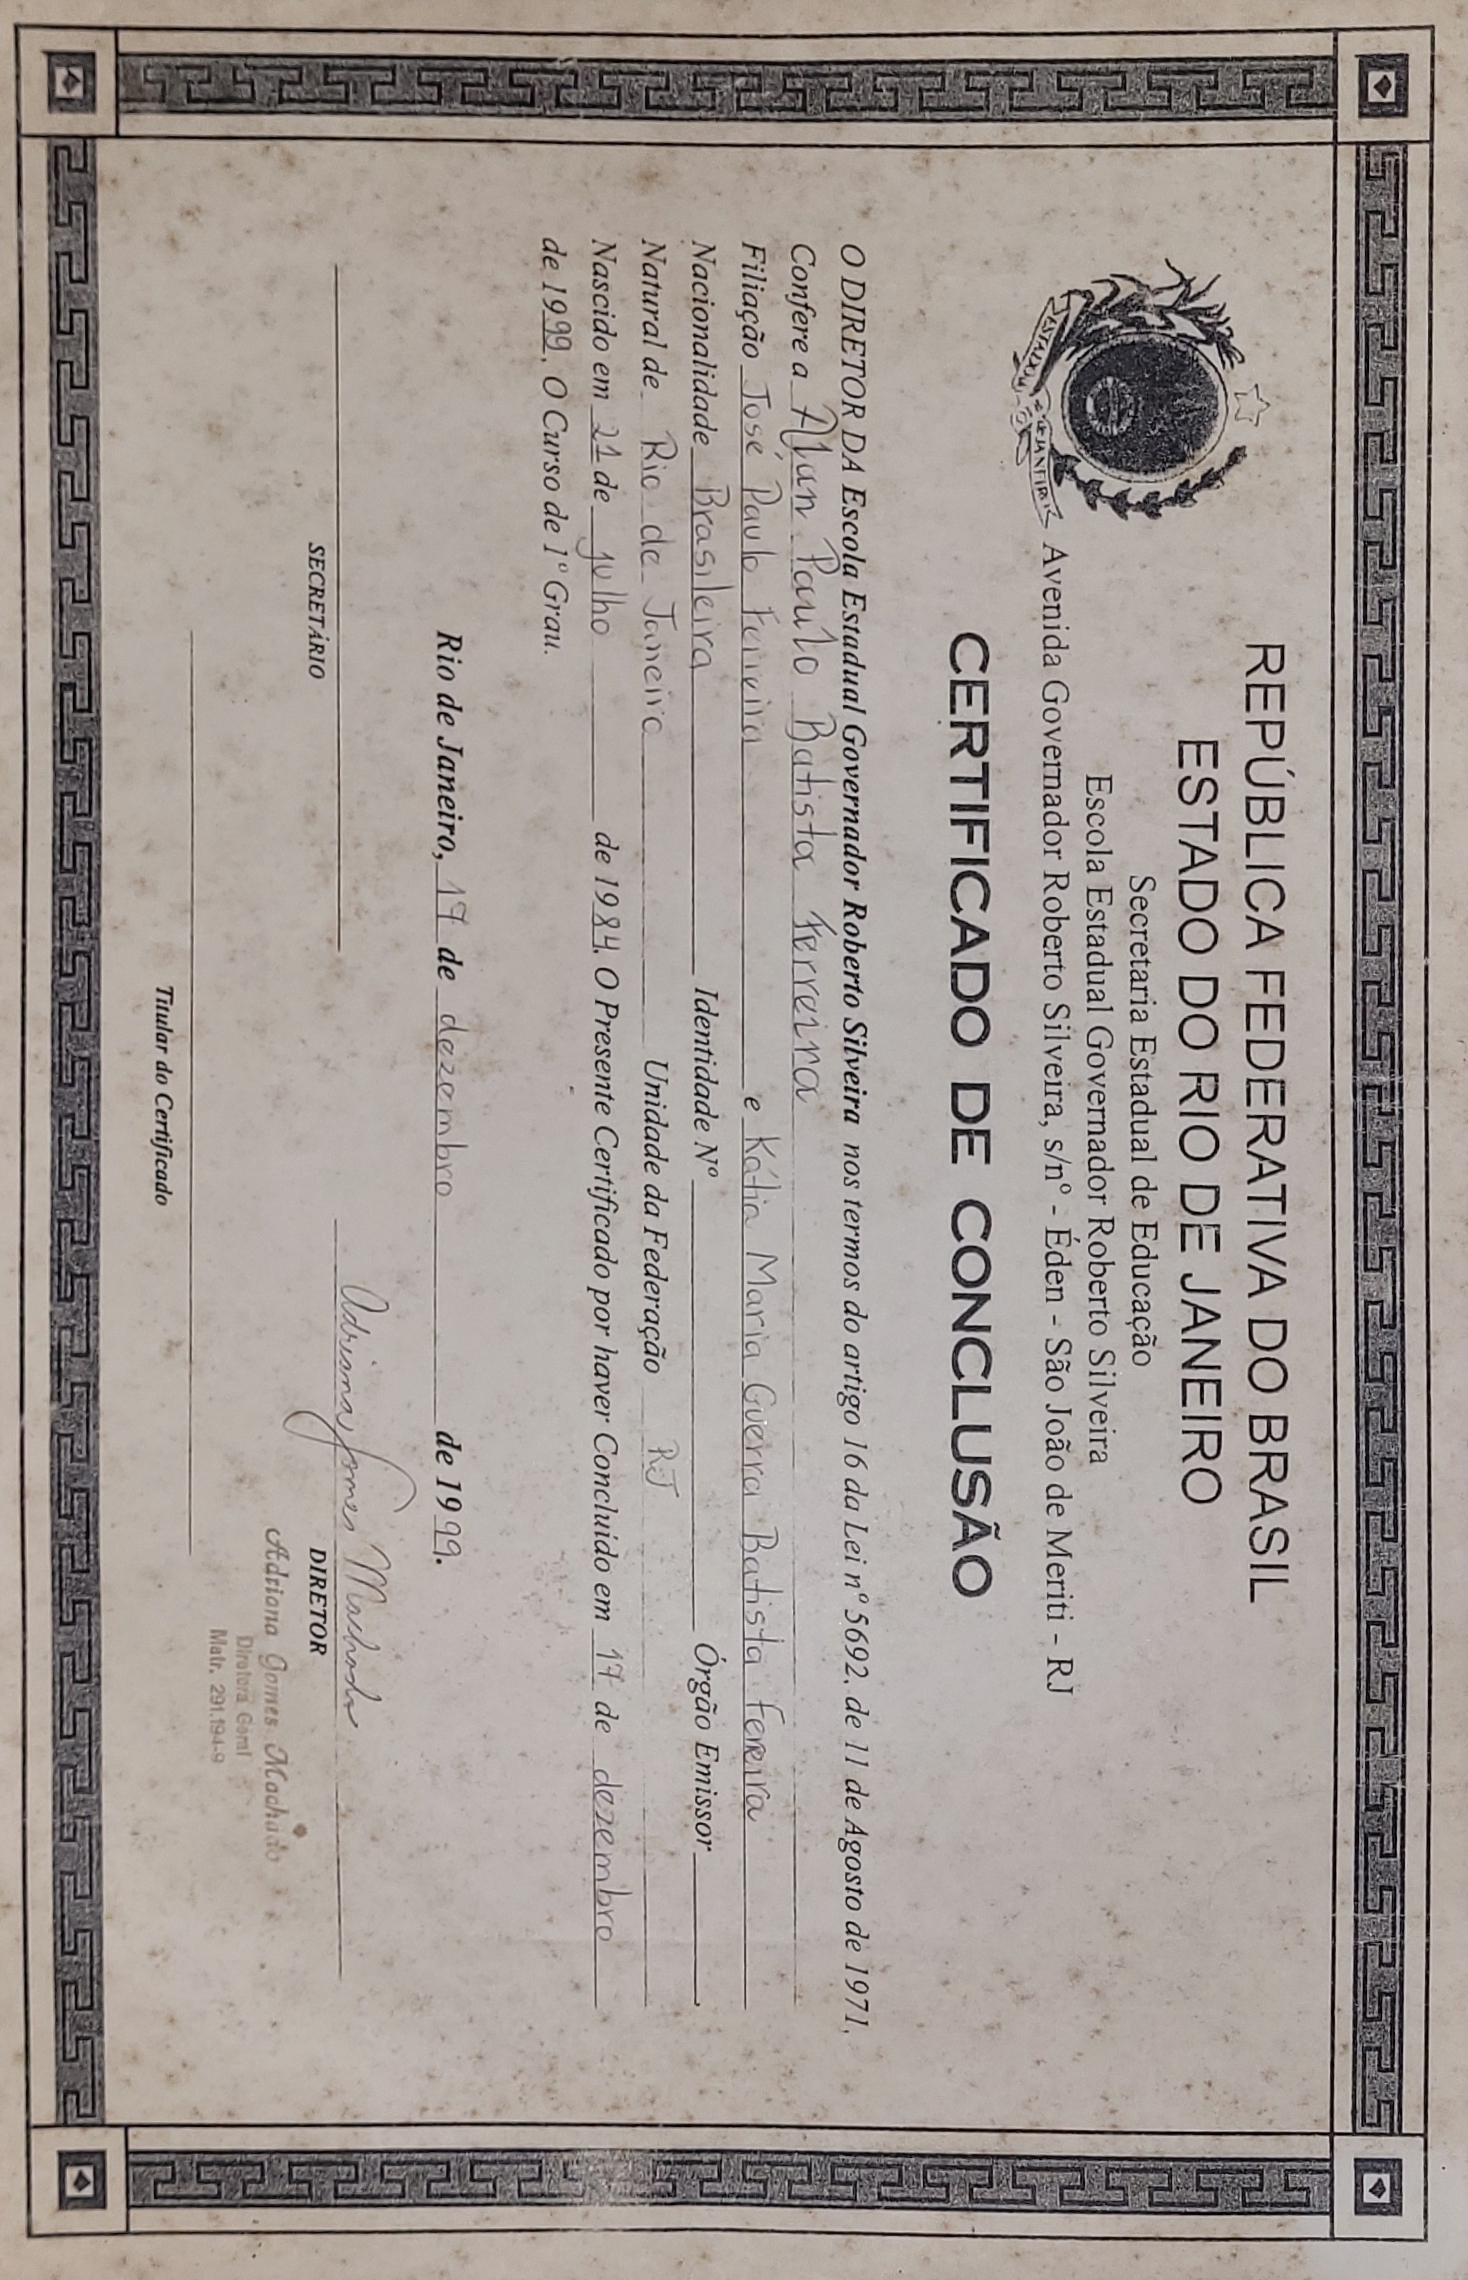 REPÚBLICA FEDERATIVA DO BRASIL
ESTADO DO RIO DE JANEIRO
Secretaria Estadual de Educação
Escola Estadual Governador Roberto Silveira
Avenida Governador Roberto Silveira, s/nº - Éden - São João de Meriti - RJ
CERTIFICADO DE CONCLUSÃO
O DIRETOR DA Escola Estadual Governador Roberto Silveira nos termos do artigo 16 da Lei nº 5692, de 11 de Agosto de 1971,
Confere a Alan Paulo Batista Ferreira
Filiação José Paulo Ferreira e Kátia Maria Guerra Batista Fereira
Nacionalidade Brasileira Identidade Nº Órgão Emissor
Natural de Rio de Janeiro Unidade da Federação RJ
Nascido em 21 de julho de 1984. O Presente Certificado por haver Concluido em 17 de dezembro
de 1999. O Curso de 1º Grau.
Rio de Janeiro, 17 de dezembro de 1999.
Adriana Gomes Machado
SECRETÁRIO DIRETOR
Adriana Gomes Machado
Diretora Geral
Matr. 291.194-9
Titular do Certificado